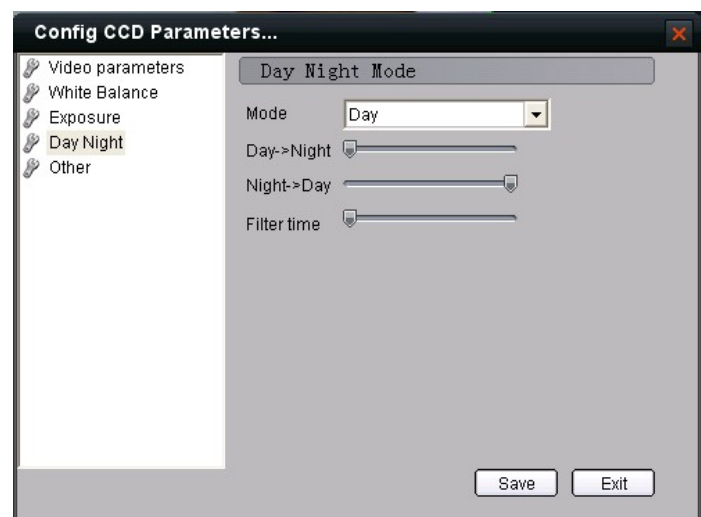 Config CCD Parameters...
Video parameters
White Balance
Exposure
Day Night
Other
Day Night Mode
Mode
Day
Day->Night
Night->Day
Filter time
Save
Exit